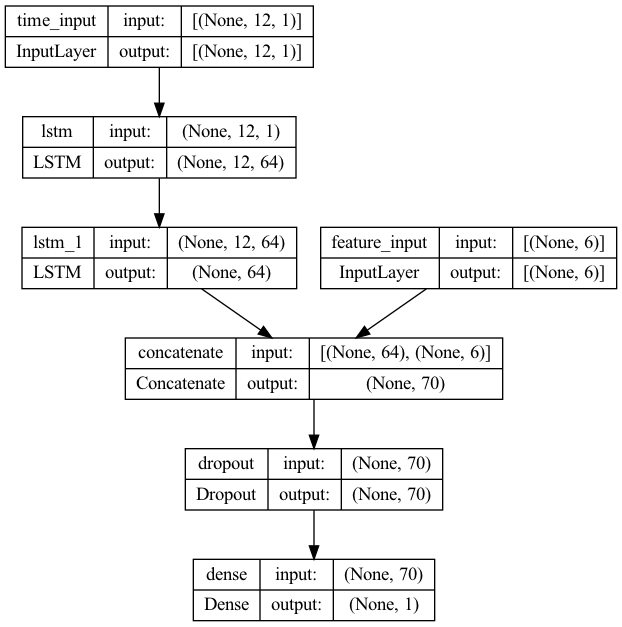 time_input input: [(None, 12, 1)]
InputLayer output: [(None, 12, 1)]
lstm input: (None, 12, 1)
LSTM output: (None, 12, 64)
lstm_1 input: (None, 12, 64)
LSTM output: (None, 64)
feature_input input: [(None, 6)]
InputLayer output: [(None, 6)]
concatenate input: [(None, 64), (None, 6)]
Concatenate output: (None, 70)
dropout input: (None, 70)
Dropout output: (None, 70)
dense input: (None, 70)
Dense output: (None, 1)